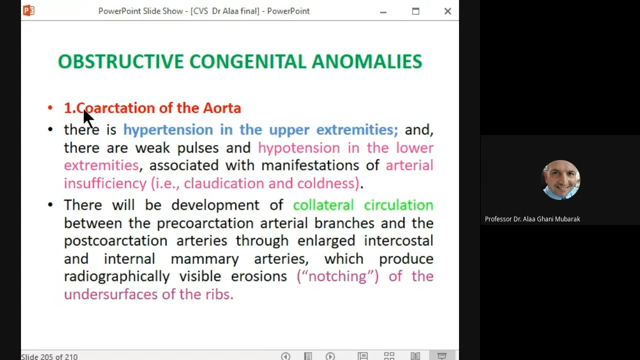 PowerPoint Slide Show - [CVS Dr Alaa final] - PowerPoint
OBSTRUCTIVE CONGENITAL ANOMALIES
• 1.Coarctation of the Aorta
• there is hypertension in the upper extremities; and,
there are weak pulses and hypotension in the lower
extremities, associated with manifestations of arterial
insufficiency (i.e., claudication and coldness).
• There will be development of collateral circulation
between the precoarctation arterial branches and the
postcoarctation arteries through enlarged intercostal
and internal mammary arteries, which produce
radiographically visible erosions (“notching”) of the
undersurfaces of the ribs.
Professor Dr. Alaa Ghani Mubarak
Slide 205 of 210